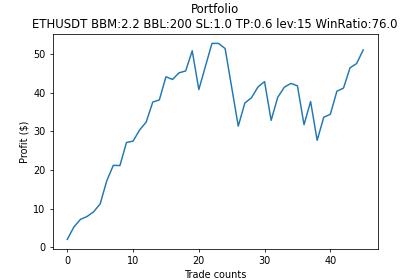 Portfolio
ETHUSDT BBM:2.2 BBL:200 SL:1.0 TP:0.6 lev:15 WinRatio:76.0
50
40
30
20
10
0
Profit ($)
0 10 20 30 40
Trade counts